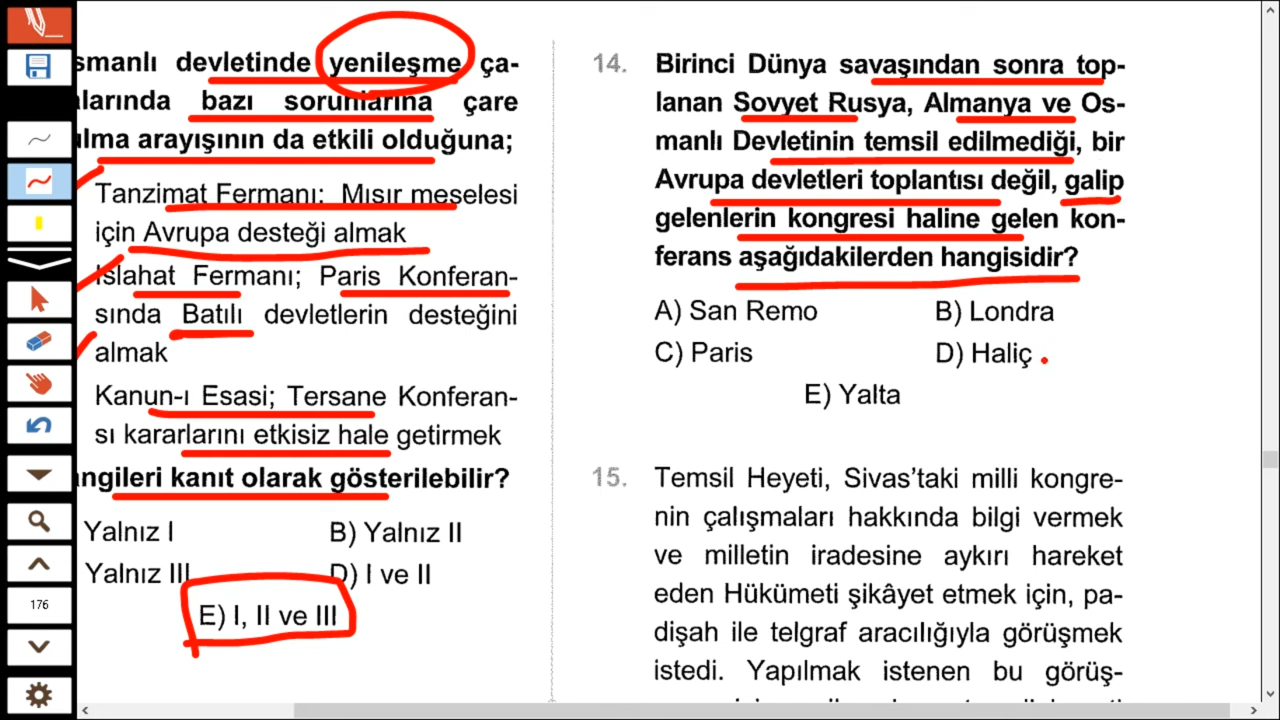 smanlı devletinde yenileşme ça-
alarında bazı sorunlarına çare
ulma arayışının da etkili olduğuna;
Tanzimat Fermanı: Mısır meselesi
için Avrupa desteği almak
Islahat Fermanı; Paris Konferan-
sında Batılı devletlerin desteğini
almak
Kanun-ı Esasi; Tersane Konferan-
sı kararlarını etkisiz hale getirmek
angileri kanıt olarak gösterilebilir?
Yalnız I
B) Yalnız II
Yalnız III
D) I ve II
E) I, II ve III
14. Birinci Dünya savaşından sonra top-
lanan Sovyet Rusya, Almanya ve Os-
manlı Devletinin temsil edilmediği, bir
Avrupa devletleri toplantısı değil, galip
gelenlerin kongresi haline gelen kon-
ferans aşağıdakilerden hangisidir?
A) San Remo
B) Londra
C) Paris
D) Haliç
E) Yalta
15. Temsil Heyeti, Sivas’taki milli kongre-
nin çalışmaları hakkında bilgi vermek
ve milletin iradesine aykırı hareket
eden Hükümeti şikâyet etmek için, pa-
dişah ile telgraf aracılığıyla görüşmek
istedi. Yapılmak istenen bu görüş-
176